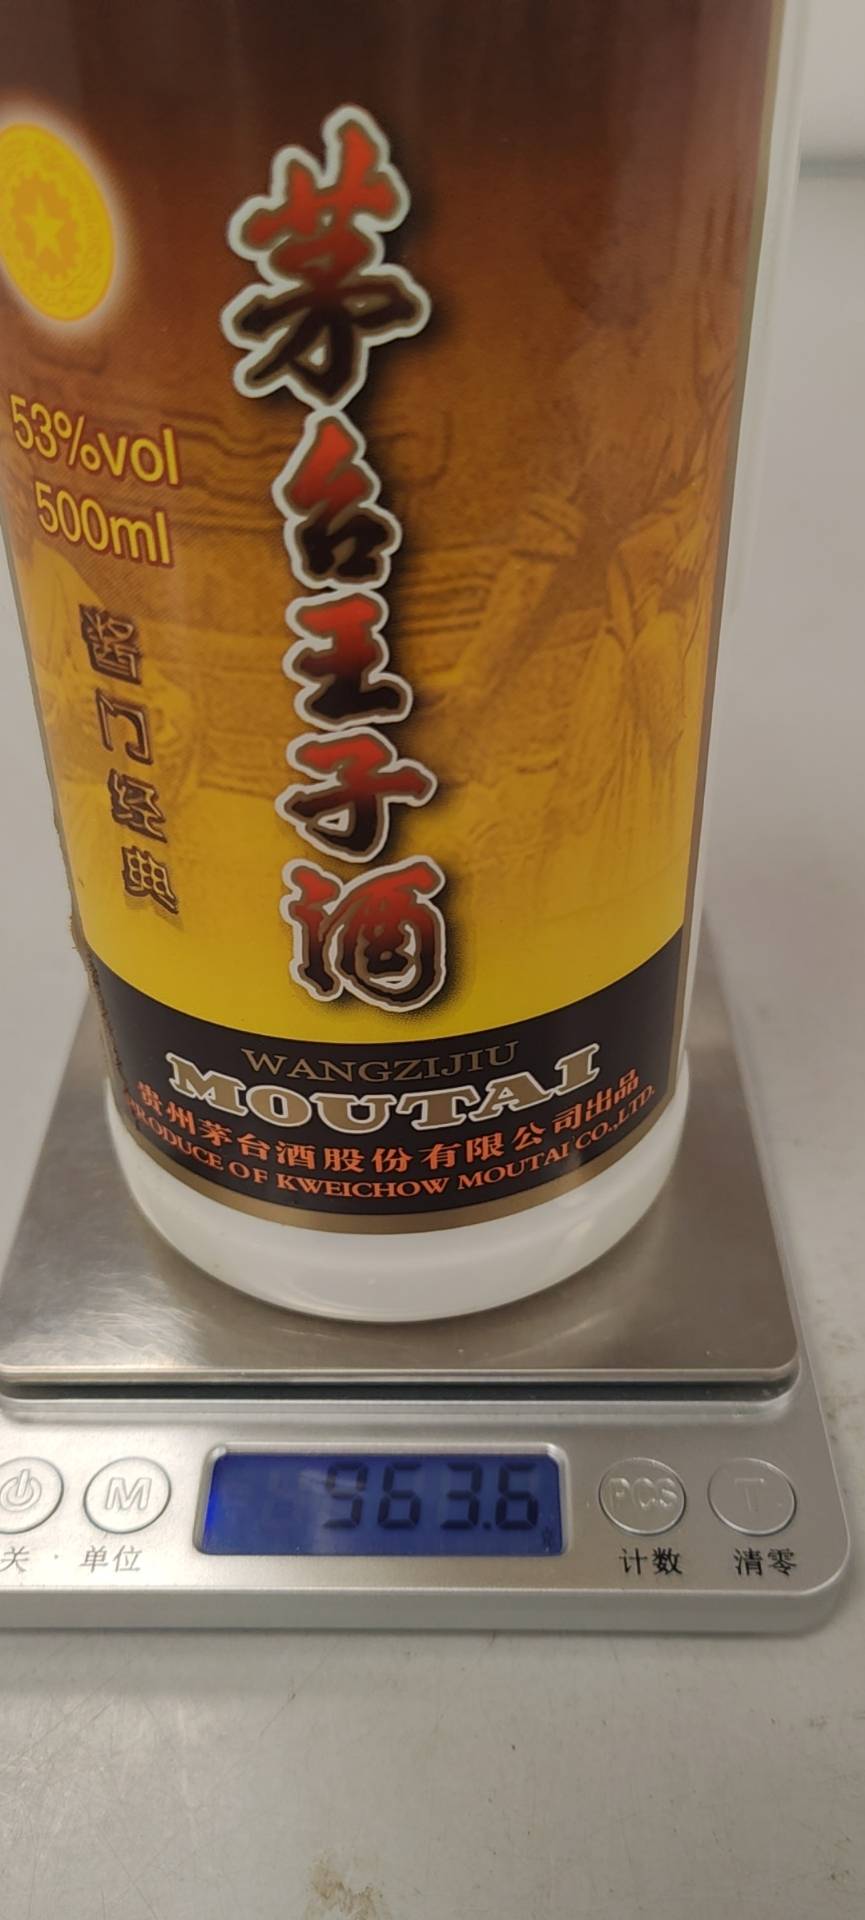 茅台王子酒
53%vol
500ml
酱门经典
WANGZIJIU
MOUTAI
贵州茅台酒股份有限公司出品
PRODUCE OF KWEICHOW MOUTAI CO.,LTD.
963.6
M
PCS
T
关·单位
计数
清零